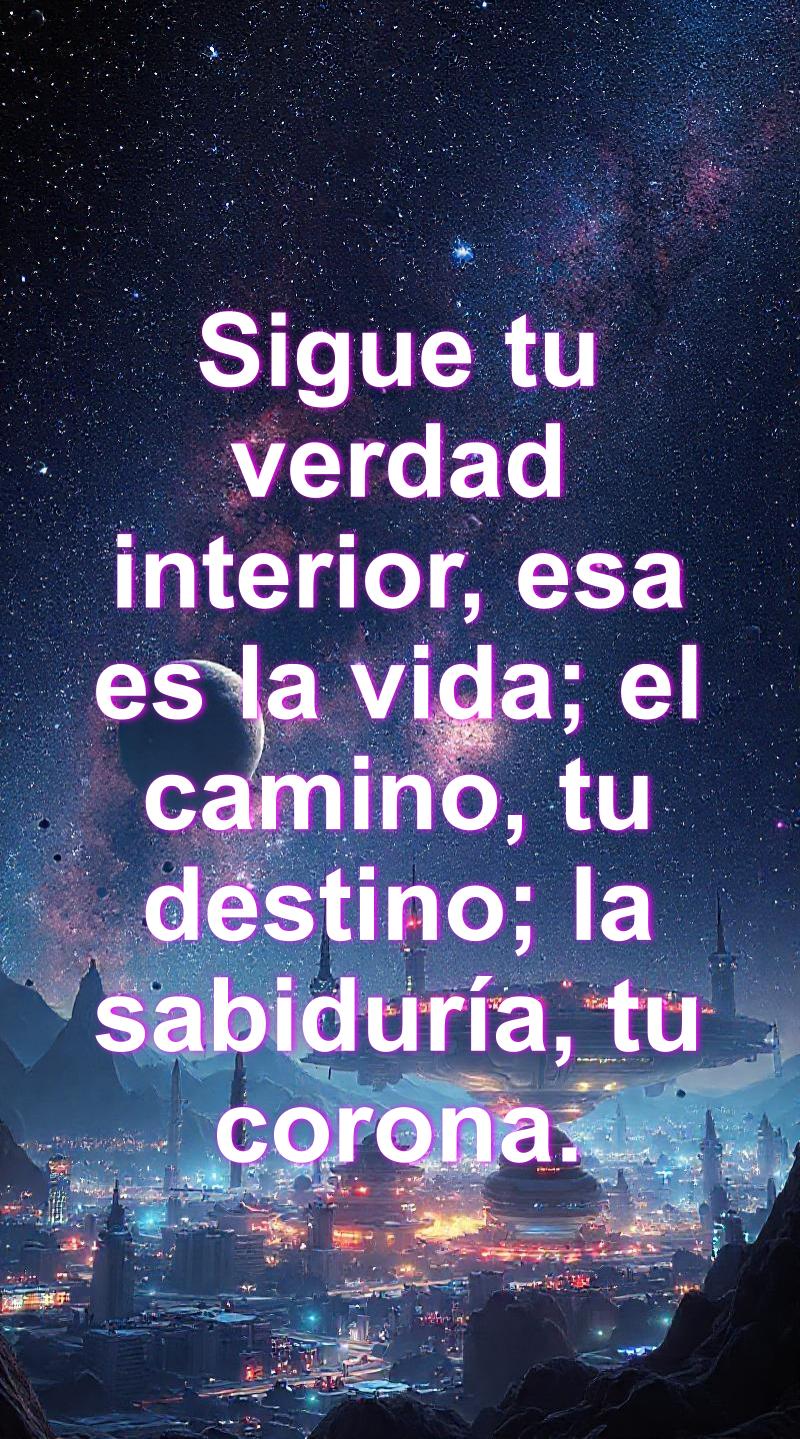 Sigue tu
verdad
interior, esa
es la vida; el
camino, tu
destino; la
sabiduría, tu
corona.